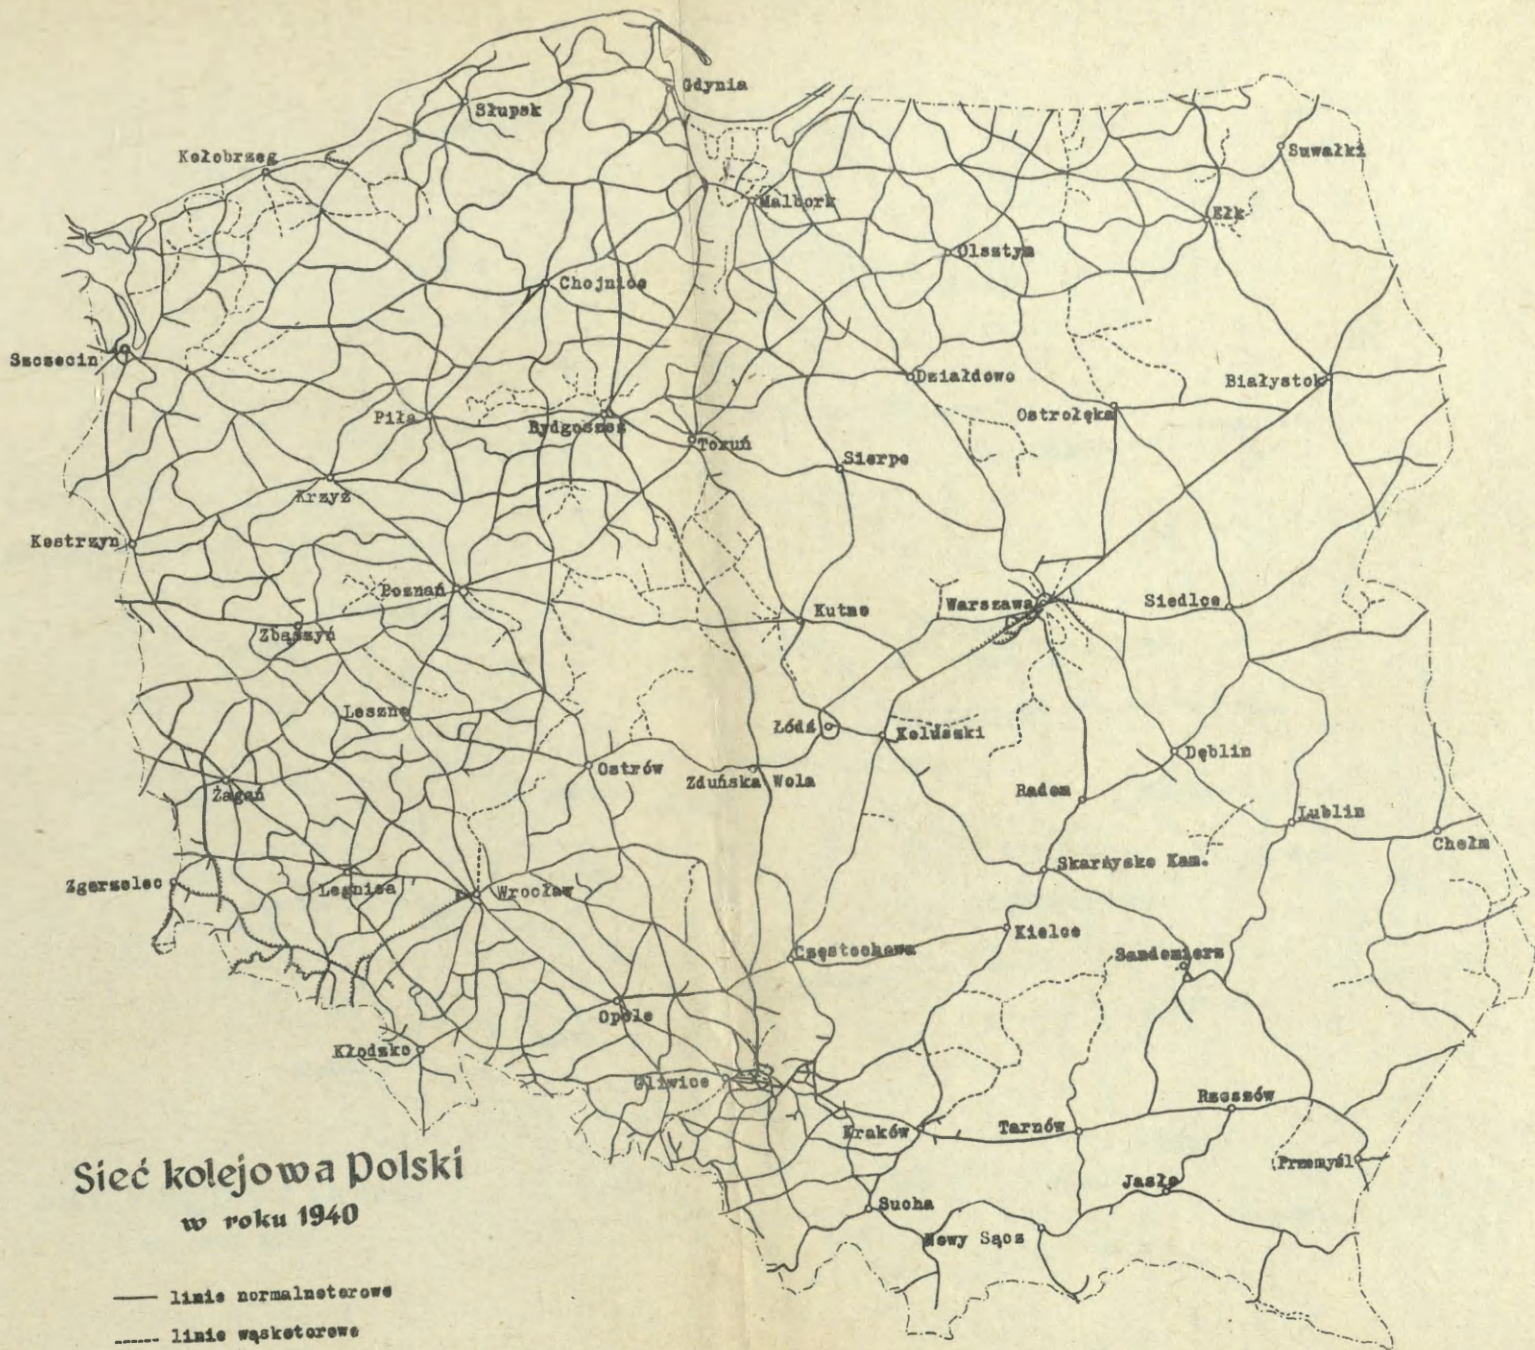 Gdynia
Słupsk
Kołobrzeg
Suwałki
Malbork
Ełk
Olsztyn
Chojnice
Szczecin
Działdowo
Białystok
Piła
Ostrołęka
Bydgoszcz
Toruń
Sierpc
Krzyż
Kostrzyn
Poznań
Kutno
Warszawa
Siedlce
Zbąszyń
Leszno
Łódź
Koluszki
Dęblin
Ostrów
Zduńska Wola
Żagań
Radom
Lublin
Chełm
Skarżysko Kam.
Zgorzelec
Legnica
Wrocław
Kielce
Częstochowa
Sandomierz
Opole
Kłodzko
Gliwice
Rzeszów
Kraków
Tarnów
Przemyśl
Jasło
Sucha
Nowy Sącz
Sieć kolejowa Polski
w roku 1940
linie normalnotorowe
linie wąskotorowe